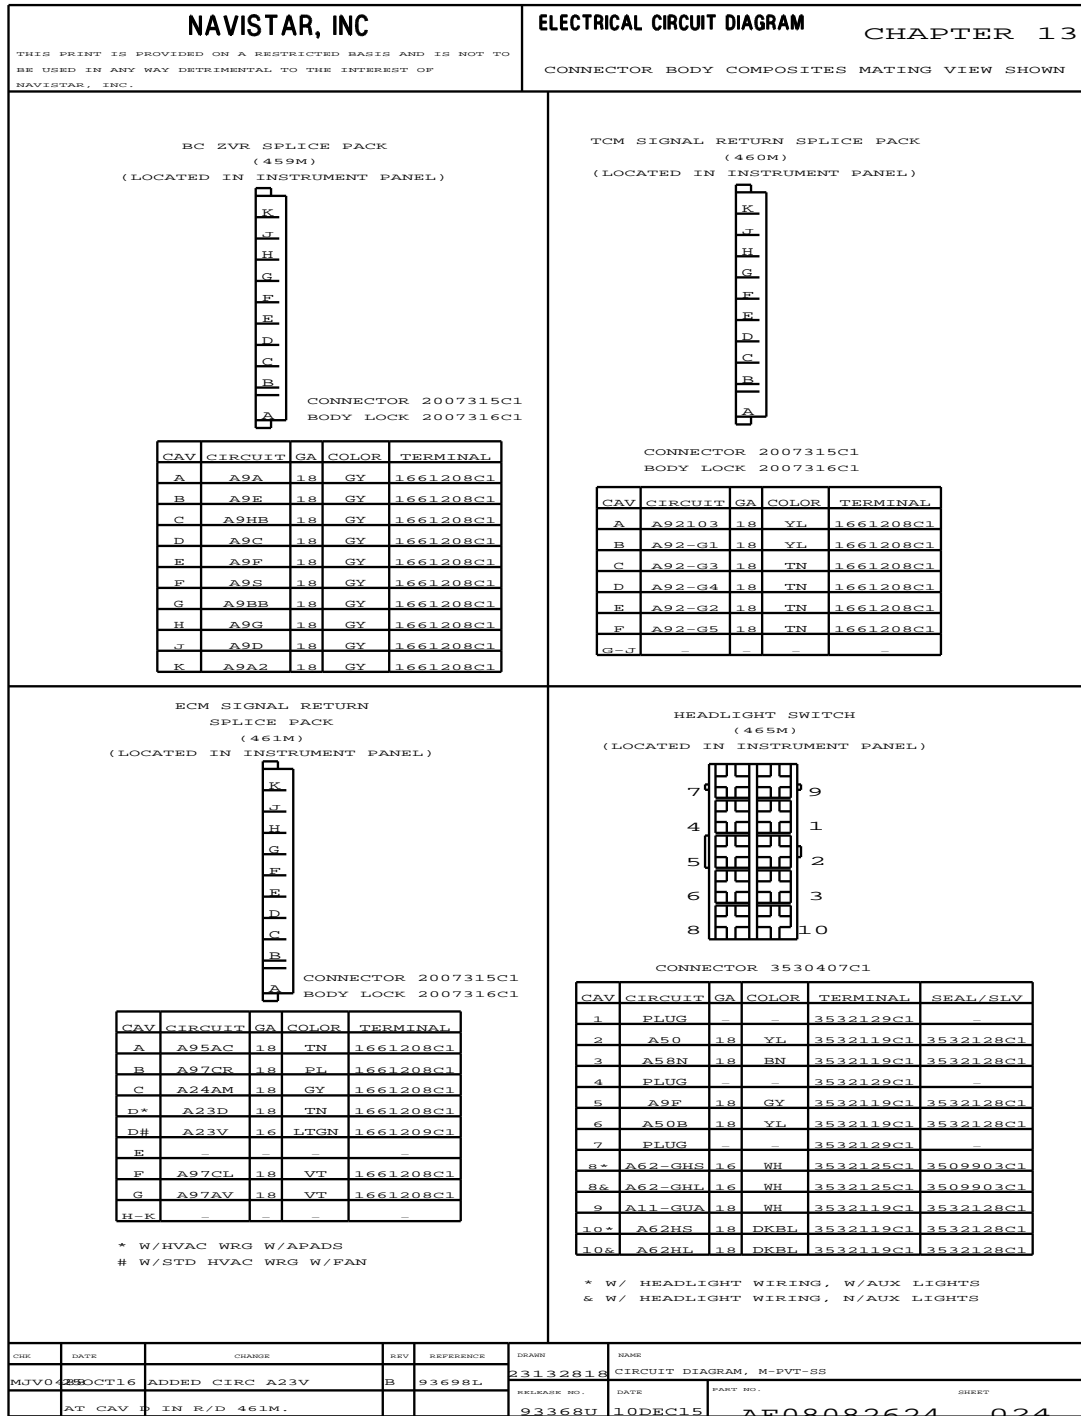 NAVISTAR, INC
THIS PRINT IS PROVIDED ON A RESTRICTED BASIS AND IS NOT TO
BE USED IN ANY WAY DETRIMENTAL TO THE INTEREST OF
NAVISTAR, INC.
ELECTRICAL CIRCUIT DIAGRAM CHAPTER 13
CONNECTOR BODY COMPOSITES MATING VIEW SHOWN
BC ZVR SPLICE PACK
(459M)
(LOCATED IN INSTRUMENT PANEL)
K
J
H
G
F
E
D
C
B
A
CONNECTOR 2007315C1
BODY LOCK 2007316C1
CAV CIRCUIT GA COLOR TERMINAL
A A9A 18 GY 1661208C1
B A9E 18 GY 1661208C1
C A9HB 18 GY 1661208C1
D A9C 18 GY 1661208C1
E A9F 18 GY 1661208C1
F A9S 18 GY 1661208C1
G A9BB 18 GY 1661208C1
H A9G 18 GY 1661208C1
J A9D 18 GY 1661208C1
K A9A2 18 GY 1661208C1
TCM SIGNAL RETURN SPLICE PACK
(460M)
(LOCATED IN INSTRUMENT PANEL)
K
J
H
G
F
E
D
C
B
A
CONNECTOR 2007315C1
BODY LOCK 2007316C1
CAV CIRCUIT GA COLOR TERMINAL
A A92103 18 YL 1661208C1
B A92-G1 18 YL 1661208C1
C A92-G3 18 TN 1661208C1
D A92-G4 18 TN 1661208C1
E A92-G2 18 TN 1661208C1
F A92-G5 18 TN 1661208C1
G-J - - - -
ECM SIGNAL RETURN
SPLICE PACK
(461M)
(LOCATED IN INSTRUMENT PANEL)
K
J
H
G
F
E
D
C
B
A
CONNECTOR 2007315C1
BODY LOCK 2007316C1
CAV CIRCUIT GA COLOR TERMINAL
A A95AC 18 TN 1661208C1
B A97CR 18 PL 1661208C1
C A24AM 18 GY 1661208C1
D* A23D 18 TN 1661208C1
D# A23V 16 LTGN 1661209C1
E - - - -
F A97CL 18 VT 1661208C1
G A97AV 18 VT 1661208C1
H-K - - - -
* W/HVAC WRG W/APADS
# W/STD HVAC WRG W/FAN
HEADLIGHT SWITCH
(465M)
(LOCATED IN INSTRUMENT PANEL)
7 9
4 1
5 2
6 3
8 10
CONNECTOR 3530407C1
CAV CIRCUIT GA COLOR TERMINAL SEAL/SLV
1 PLUG - - 3532129C1 -
2 A50 18 YL 3532119C1 3532128C1
3 A58N 18 BN 3532119C1 3532128C1
4 PLUG - - 3532129C1 -
5 A9F 18 GY 3532119C1 3532128C1
6 A50B 18 YL 3532119C1 3532128C1
7 PLUG - - 3532129C1 -
8* A62-GHS 16 WH 3532125C1 3509903C1
8& A62-GHL 16 WH 3532125C1 3509903C1
9 A11-GUA 18 WH 3532119C1 3532128C1
10* A62HS 18 DKBL 3532119C1 3532128C1
10& A62HL 18 DKBL 3532119C1 3532128C1
* W/ HEADLIGHT WIRING, W/AUX LIGHTS
& W/ HEADLIGHT WIRING, N/AUX LIGHTS
CHK DATE CHANGE REV REFERENCE
ADDED CIRC A23V B 93698L
AT CAV D IN R/D 461M.
DRAWN
23132818
NAME
CIRCUIT DIAGRAM, M-PVT-SS
RELEASE NO. DATE PART NO. SHEET
93368U 10DEC15 AF08082624 024